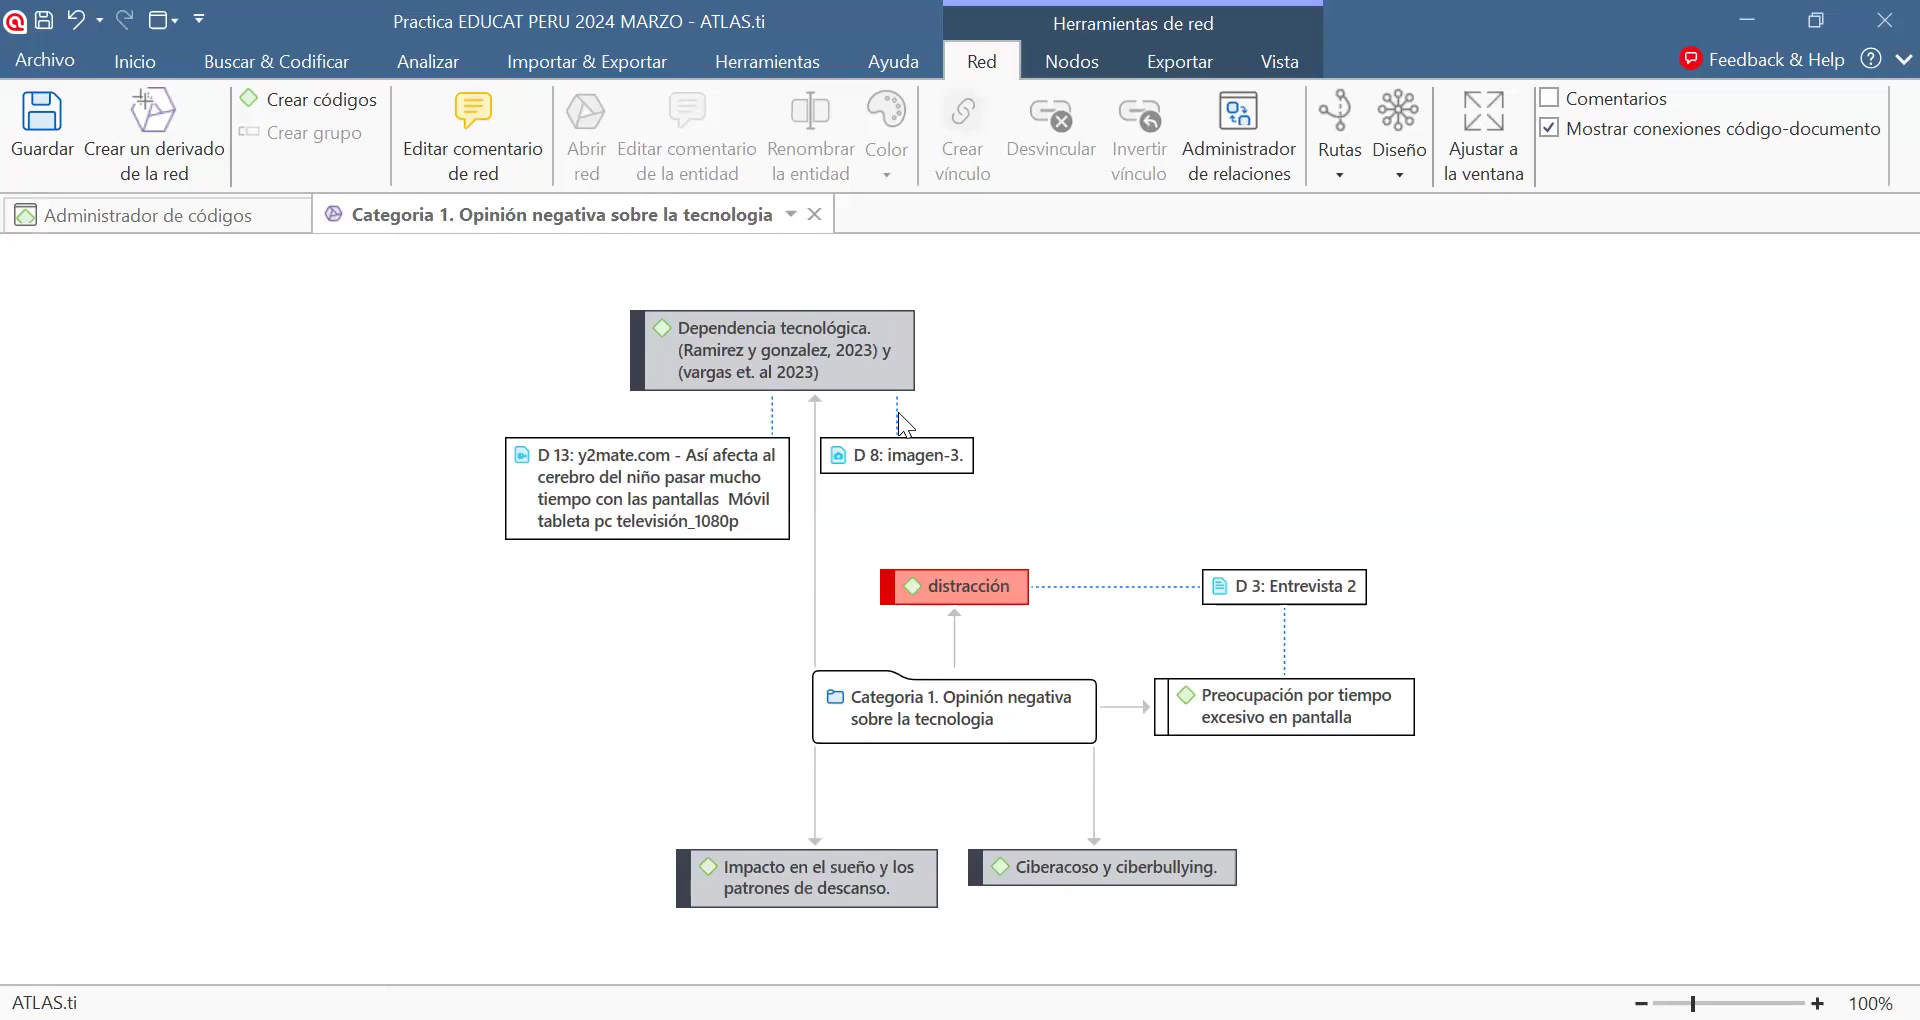 Practica EDUCAT PERU 2024 MARZO - ATLAS.ti
Herramientas de red
Archivo
Inicio
Buscar & Codificar
Analizar
Importar & Exportar
Herramientas
Ayuda
Red
Nodos
Exportar
Vista
Feedback & Help
Guardar
Crear un derivado
de la red
Crear códigos
Crear grupo
Editar comentario
de red
Abrir
red
Editar comentario
de la entidad
Renombrar
la entidad
Color
Crear
vínculo
Desvincular
Invertir
vínculo
Administrador
de relaciones
Rutas
Diseño
Ajustar a
la ventana
Comentarios
Mostrar conexiones código-documento
Administrador de códigos
Categoria 1. Opinión negativa sobre la tecnologia
Dependencia tecnológica.
(Ramirez y gonzalez, 2023) y
(vargas et. al 2023)
D 13: y2mate.com - Así afecta al
cerebro del niño pasar mucho
tiempo con las pantallas Móvil
tableta pc televisión_1080p
D 8: imagen-3.
distracción
D 3: Entrevista 2
Categoria 1. Opinión negativa
sobre la tecnologia
Preocupación por tiempo
excesivo en pantalla
Impacto en el sueño y los
patrones de descanso.
Ciberacoso y ciberbullying.
ATLAS.ti
100%